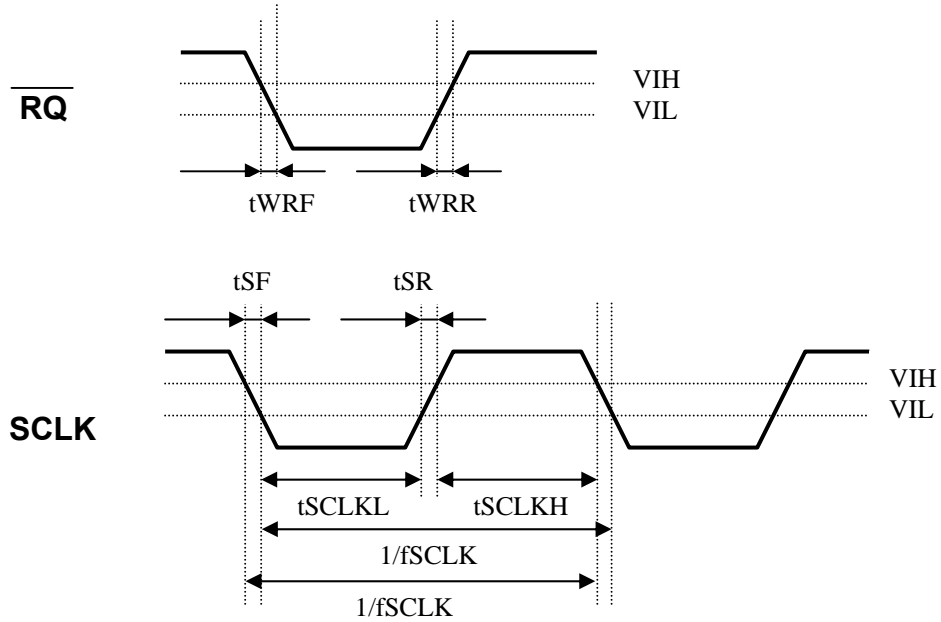 VIH
RQ
VIL
tWRF tWRR
tSF tSR
VIH
VIL
SCLK
tSCLKL tSCLKH
1/fSCLK
1/fSCLK